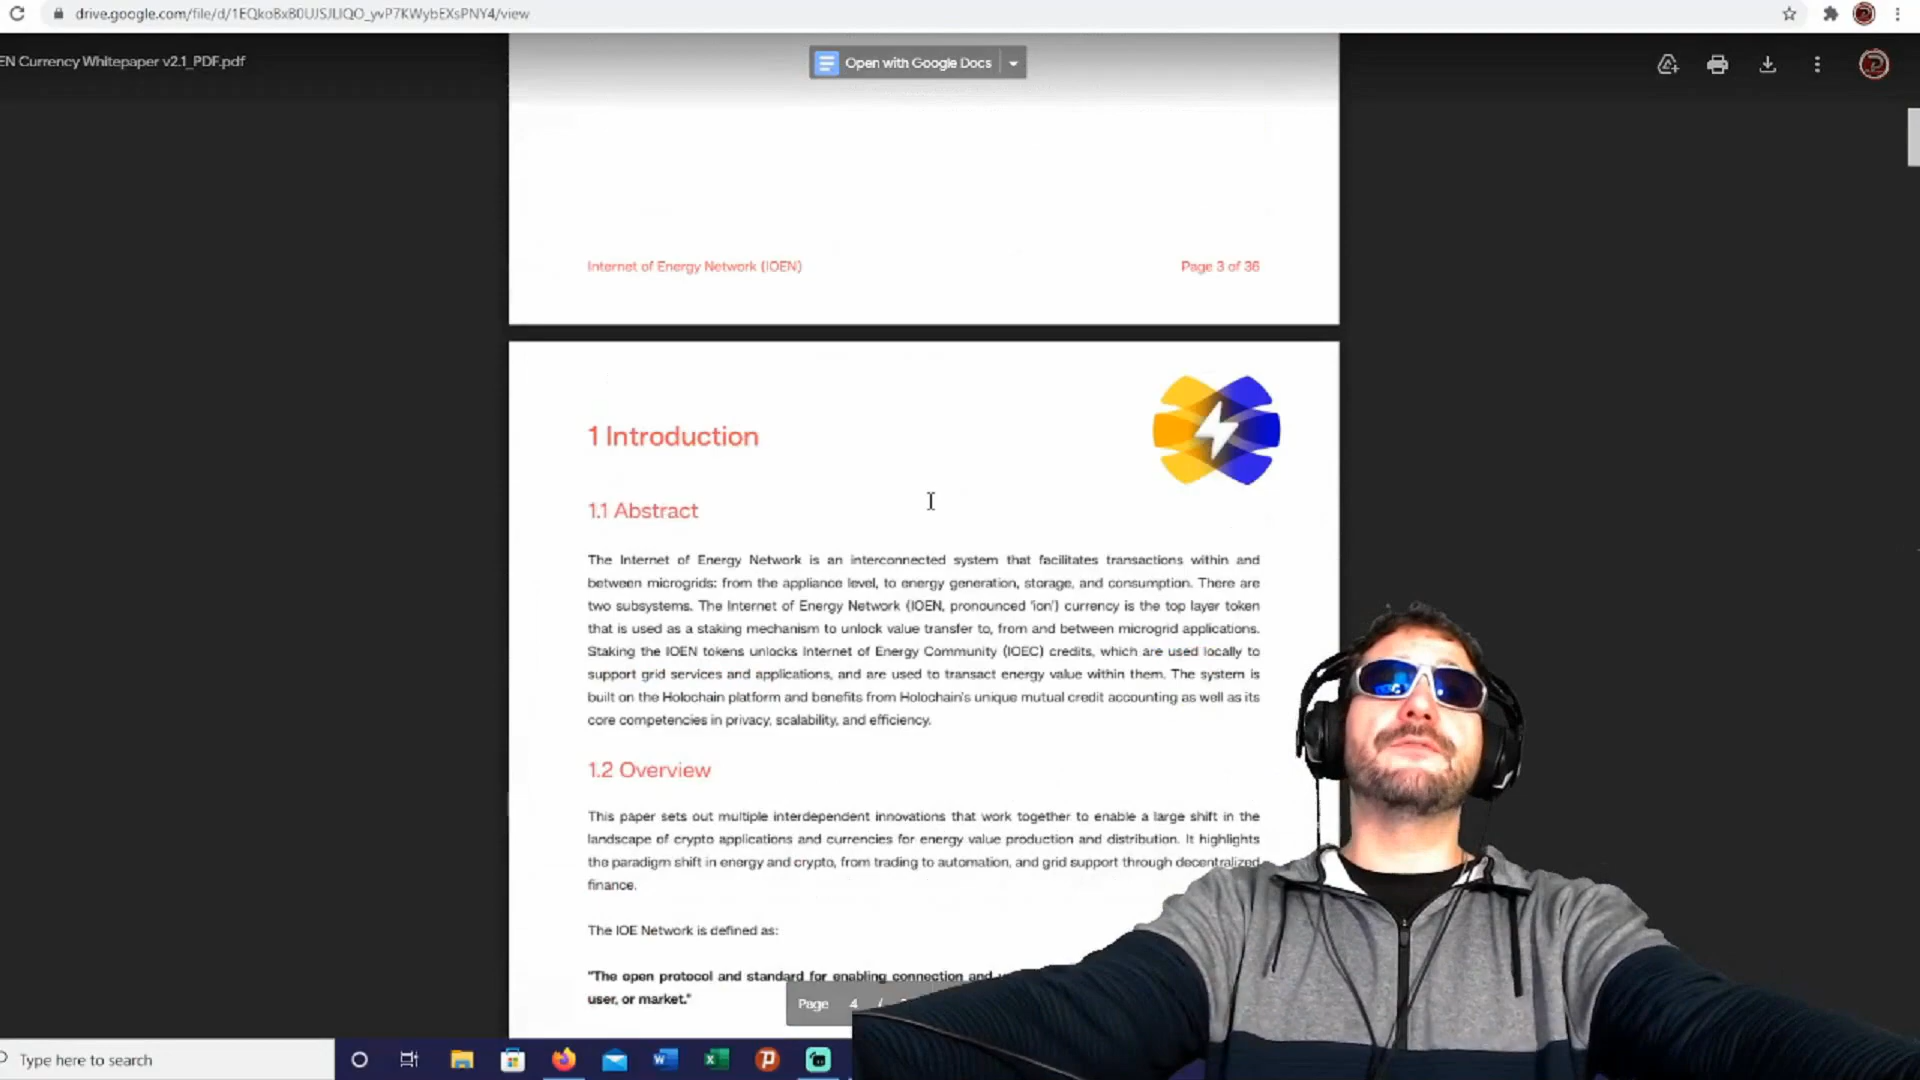 drive.google.com/file/d/1EQkoBxB0UJSJLIQO_yvP7KWybEXsPNY4/view
EN Currency Whitepaper v2.1_PDF.pdf
Open with Google Docs
Internet of Energy Network (IOEN) Page 3 of 36
1 Introduction
1.1 Abstract
The Internet of Energy Network is an interconnected system that facilitates transactions within and
between microgrids: from the appliance level, to energy generation, storage, and consumption. There are
two subsystems. The Internet of Energy Network (IOEN, pronounced 'ion') currency is the top layer token
that is used as a staking mechanism to unlock value transfer to, from and between microgrid applications.
Staking the IOEN tokens unlocks Internet of Energy Community (IOEC) credits, which are used locally to
support grid services and applications, and are used to transact energy value within them. The system is
built on the Holochain platform and benefits from Holochain's unique mutual credit accounting as well as its
core competencies in privacy, scalability, and efficiency.
1.2 Overview
This paper sets out multiple interdependent innovations that work together to enable a large shift in the
landscape of crypto applications and currencies for energy value production and distribution. It highlights
the paradigm shift in energy and crypto, from trading to automation, and grid support through decentralized
finance.
The IOE Network is defined as:
"The open protocol and standard for enabling connection and
user, or market."
Page 4 /
Type here to search